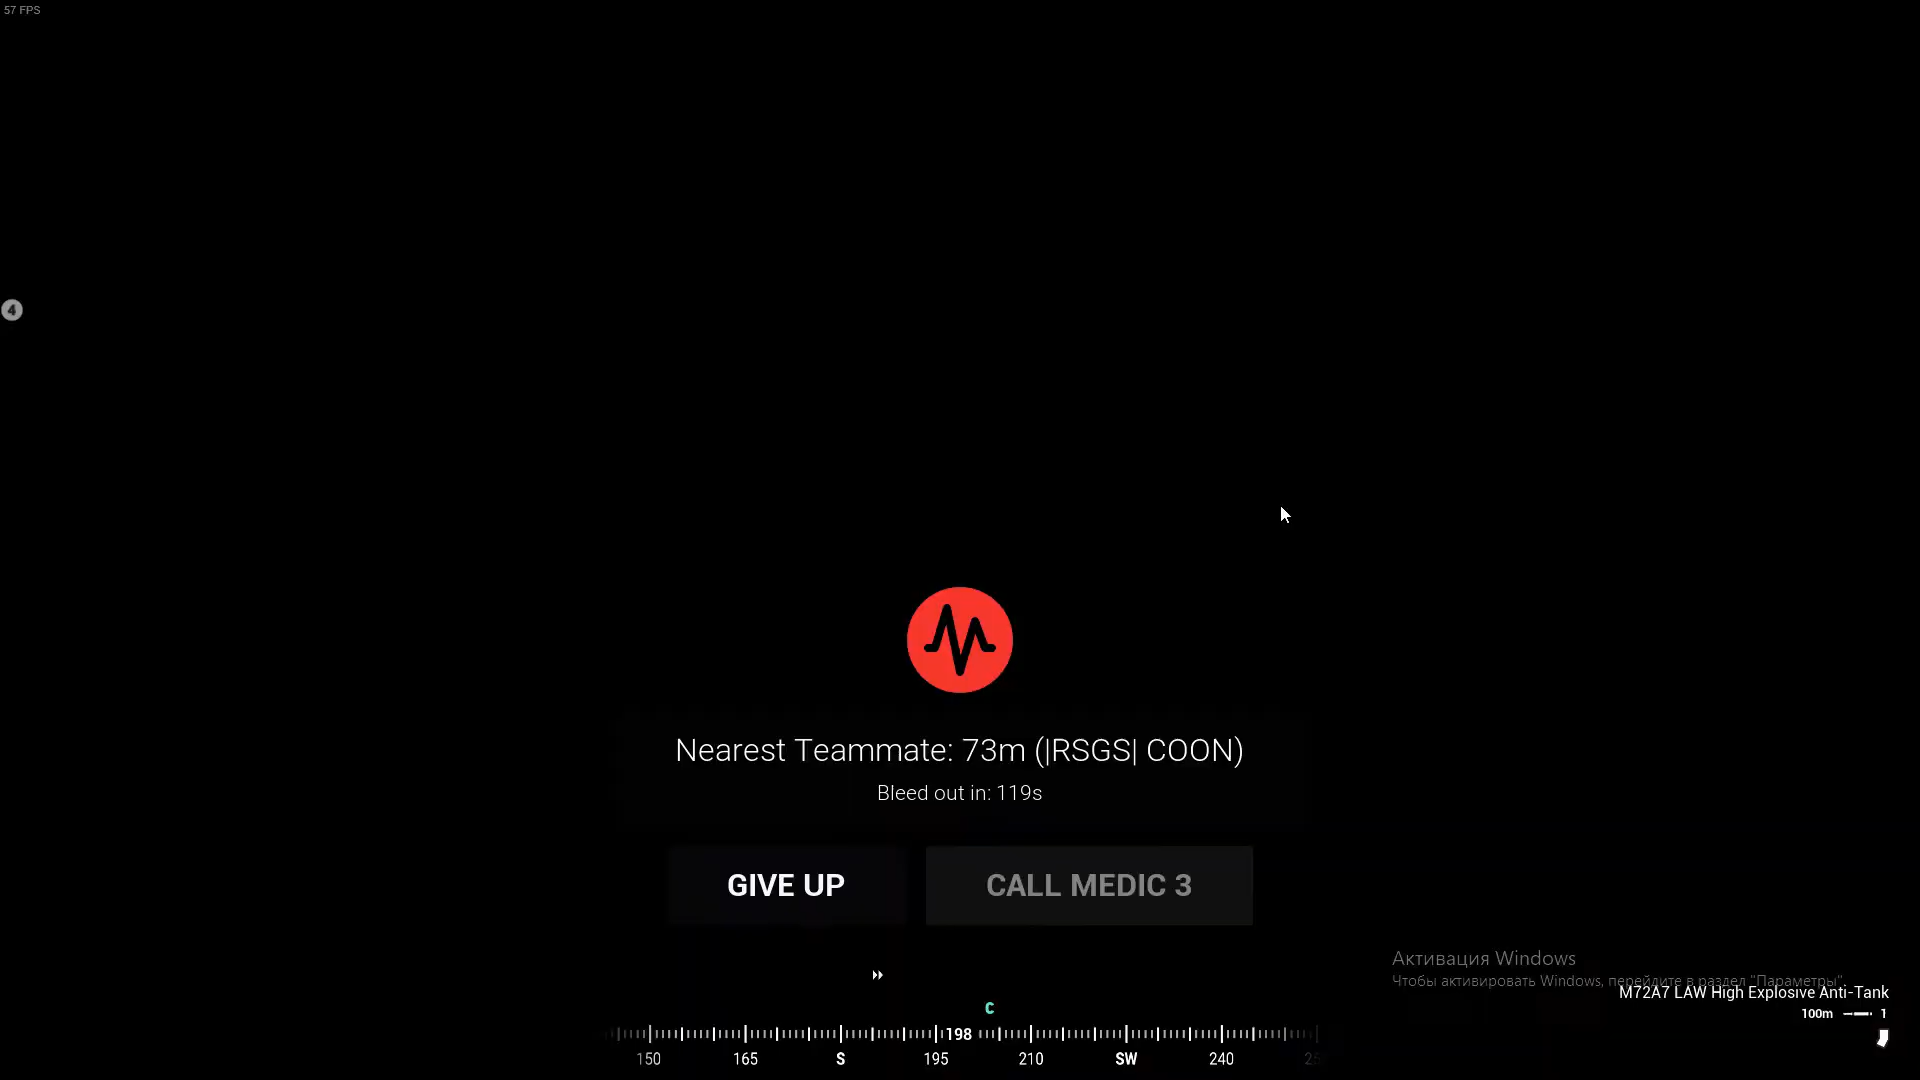 57 FPS
4
Nearest Teammate: 73m (|RSGS| COON)
Bleed out in: 119s
GIVE UP
CALL MEDIC 3
Активация Windows
Чтобы активировать Windows, перейдите в раздел "Параметры".
M72A7 LAW High Explosive Anti-Tank
100m 1
C
198
150 165 S 195 210 SW 240